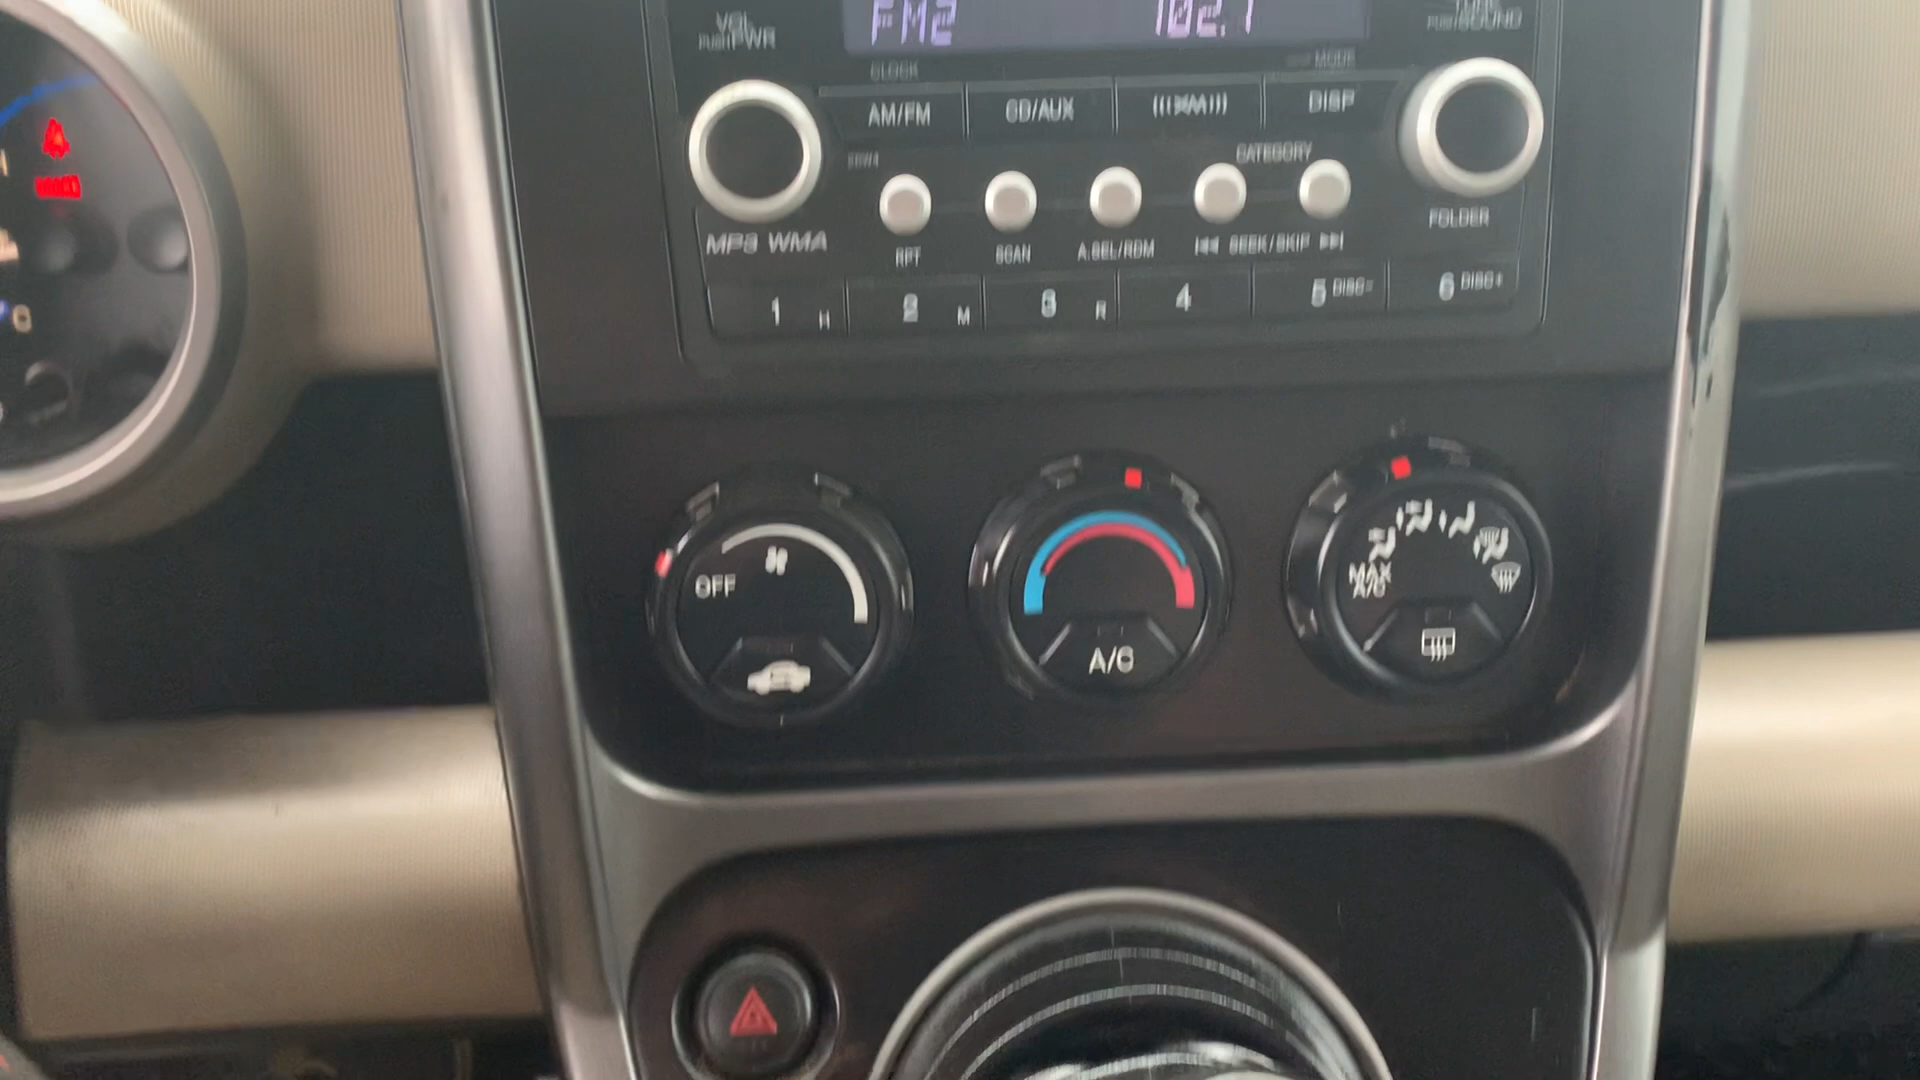 VOL
PUSH PWR
FM2 102.1
PUSH SOUND
CLOCK
MODE
AM/FM CD/AUX (((XM))) DISP
CATEGORY
MP3 WMA
RPT SCAN A.SEL/RDM SEEK/SKIP
FOLDER
1 H 2 M 3 R 4 5 DISC- 6 DISC+
OFF
MAX
A/C
A/C
C